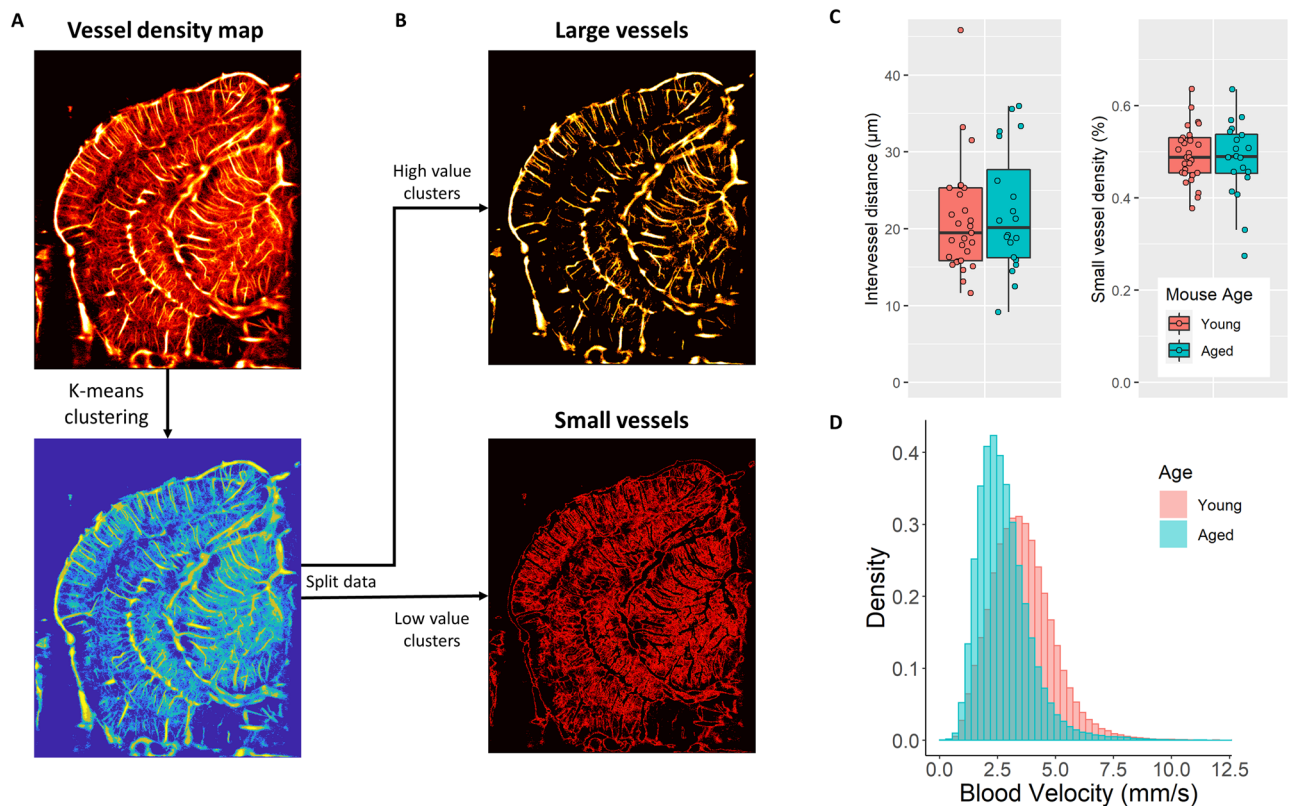 A
Vessel density map
K-means
clustering
B
Large vessels
High value
clusters
Split data
Low value
clusters
Small vessels
C
Intervessel distance (µm)
40
30
20
10
0
Small vessel density (%)
0.6
0.4
0.2
0.0
Mouse Age
Young
Aged
D
Density
0.4
0.3
0.2
0.1
0.0
0.0
2.5
5.0
7.5
10.0
12.5
Blood Velocity (mm/s)
Age
Young
Aged